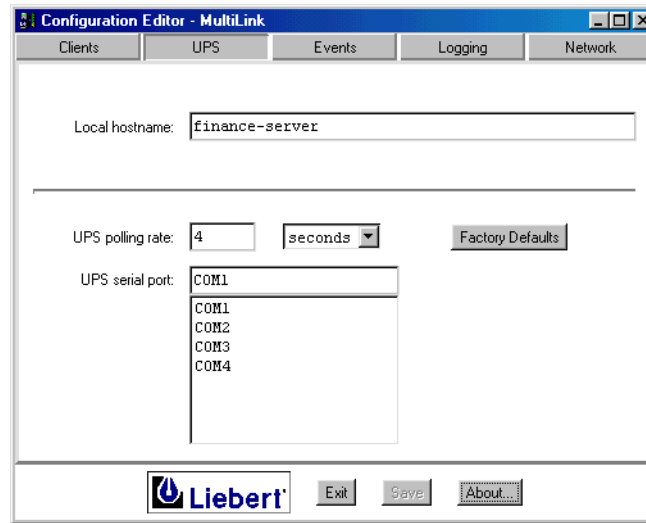 Configuration Editor - MultiLink
Clients UPS Events Logging Network
Local hostname: finance-server
UPS polling rate: 4 seconds Factory Defaults
UPS serial port: COM1
COM1
COM2
COM3
COM4
Liebert Exit Save About...